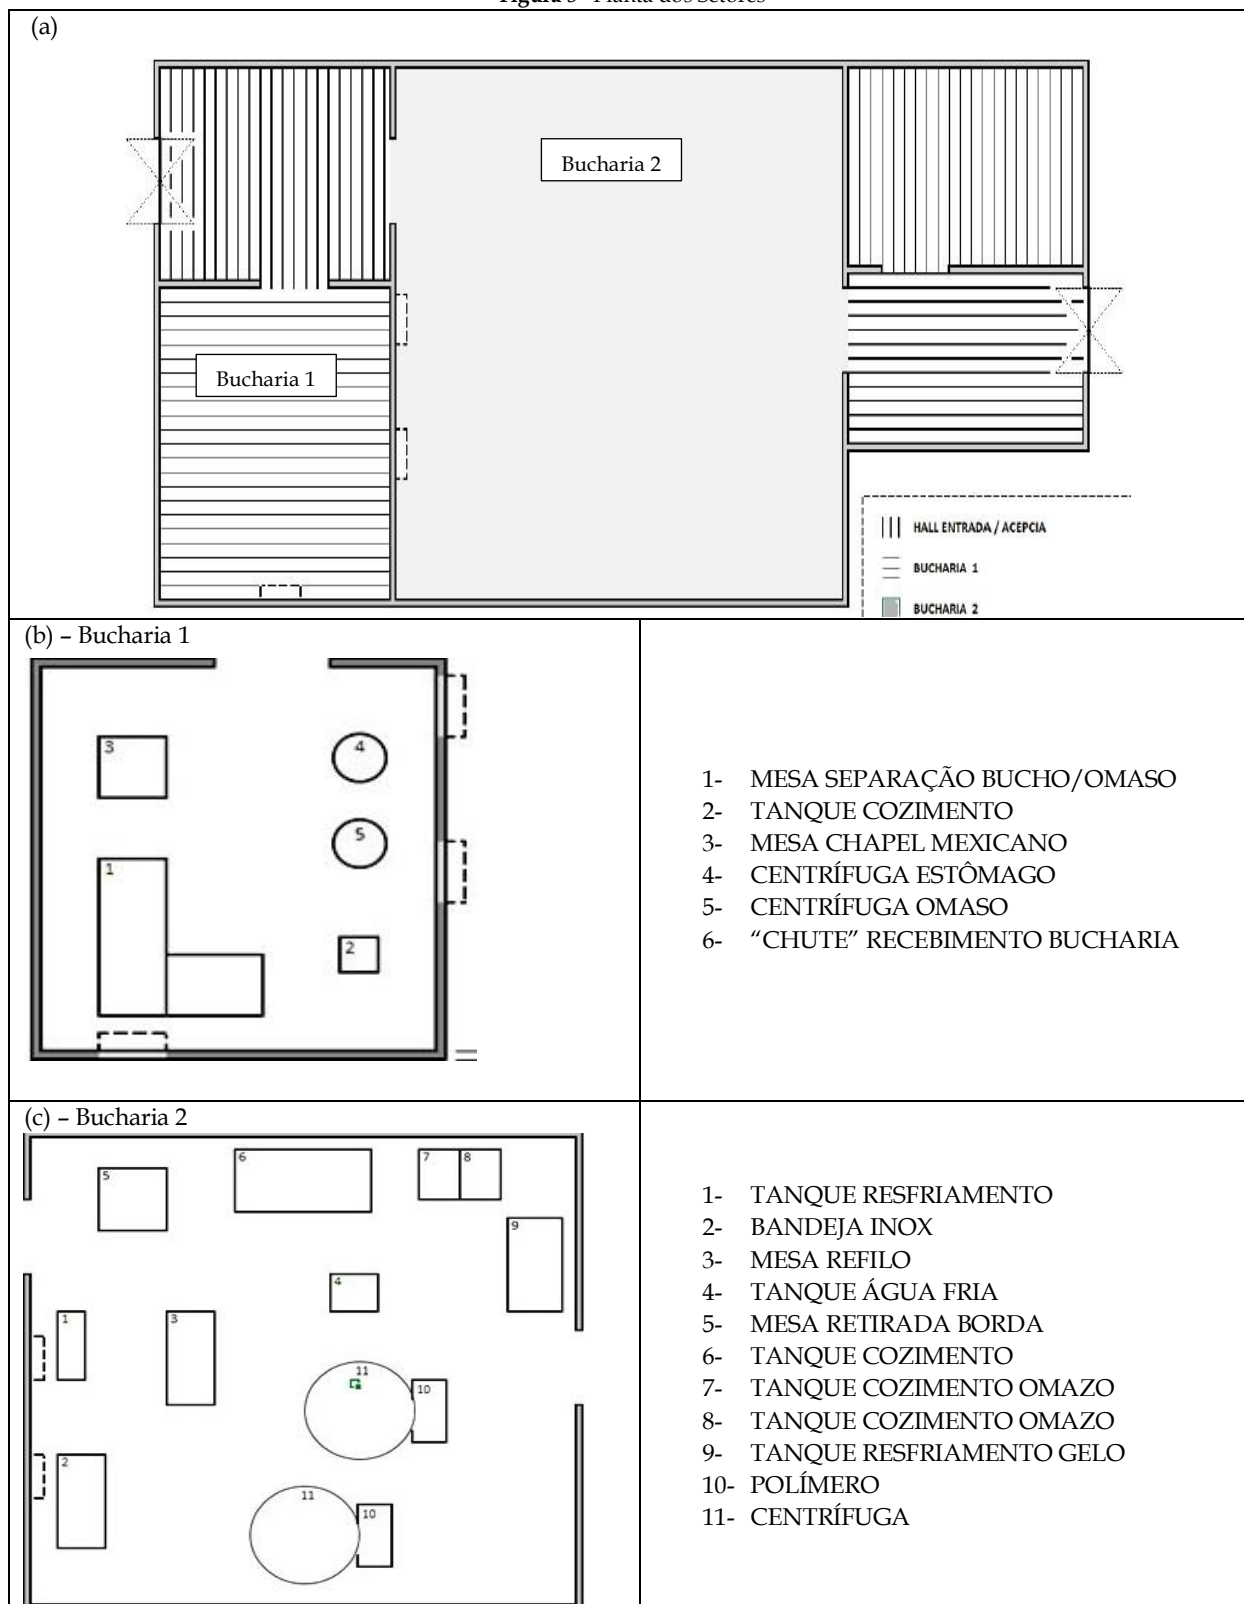 Figura 3 - Planta dos Setores
(a)
Bucharia 2
Bucharia 1
HALL ENTRADA / ACEPCIA
BUCHARIA 1
BUCHARIA 2
(b) – Bucharia 1
3
4
5
1
2
1- MESA SEPARAÇÃO BUCHO/OMASO
2- TANQUE COZIMENTO
3- MESA CHAPEL MEXICANO
4- CENTRÍFUGA ESTÔMAGO
5- CENTRÍFUGA OMASO
6- “CHUTE” RECEBIMENTO BUCHARIA
(c) – Bucharia 2
5
6
7
8
9
4
1
3
11
10
2
11
10
1- TANQUE RESFRIAMENTO
2- BANDEJA INOX
3- MESA REFILO
4- TANQUE ÁGUA FRIA
5- MESA RETIRADA BORDA
6- TANQUE COZIMENTO
7- TANQUE COZIMENTO OMAZO
8- TANQUE COZIMENTO OMAZO
9- TANQUE RESFRIAMENTO GELO
10- POLÍMERO
11- CENTRÍFUGA